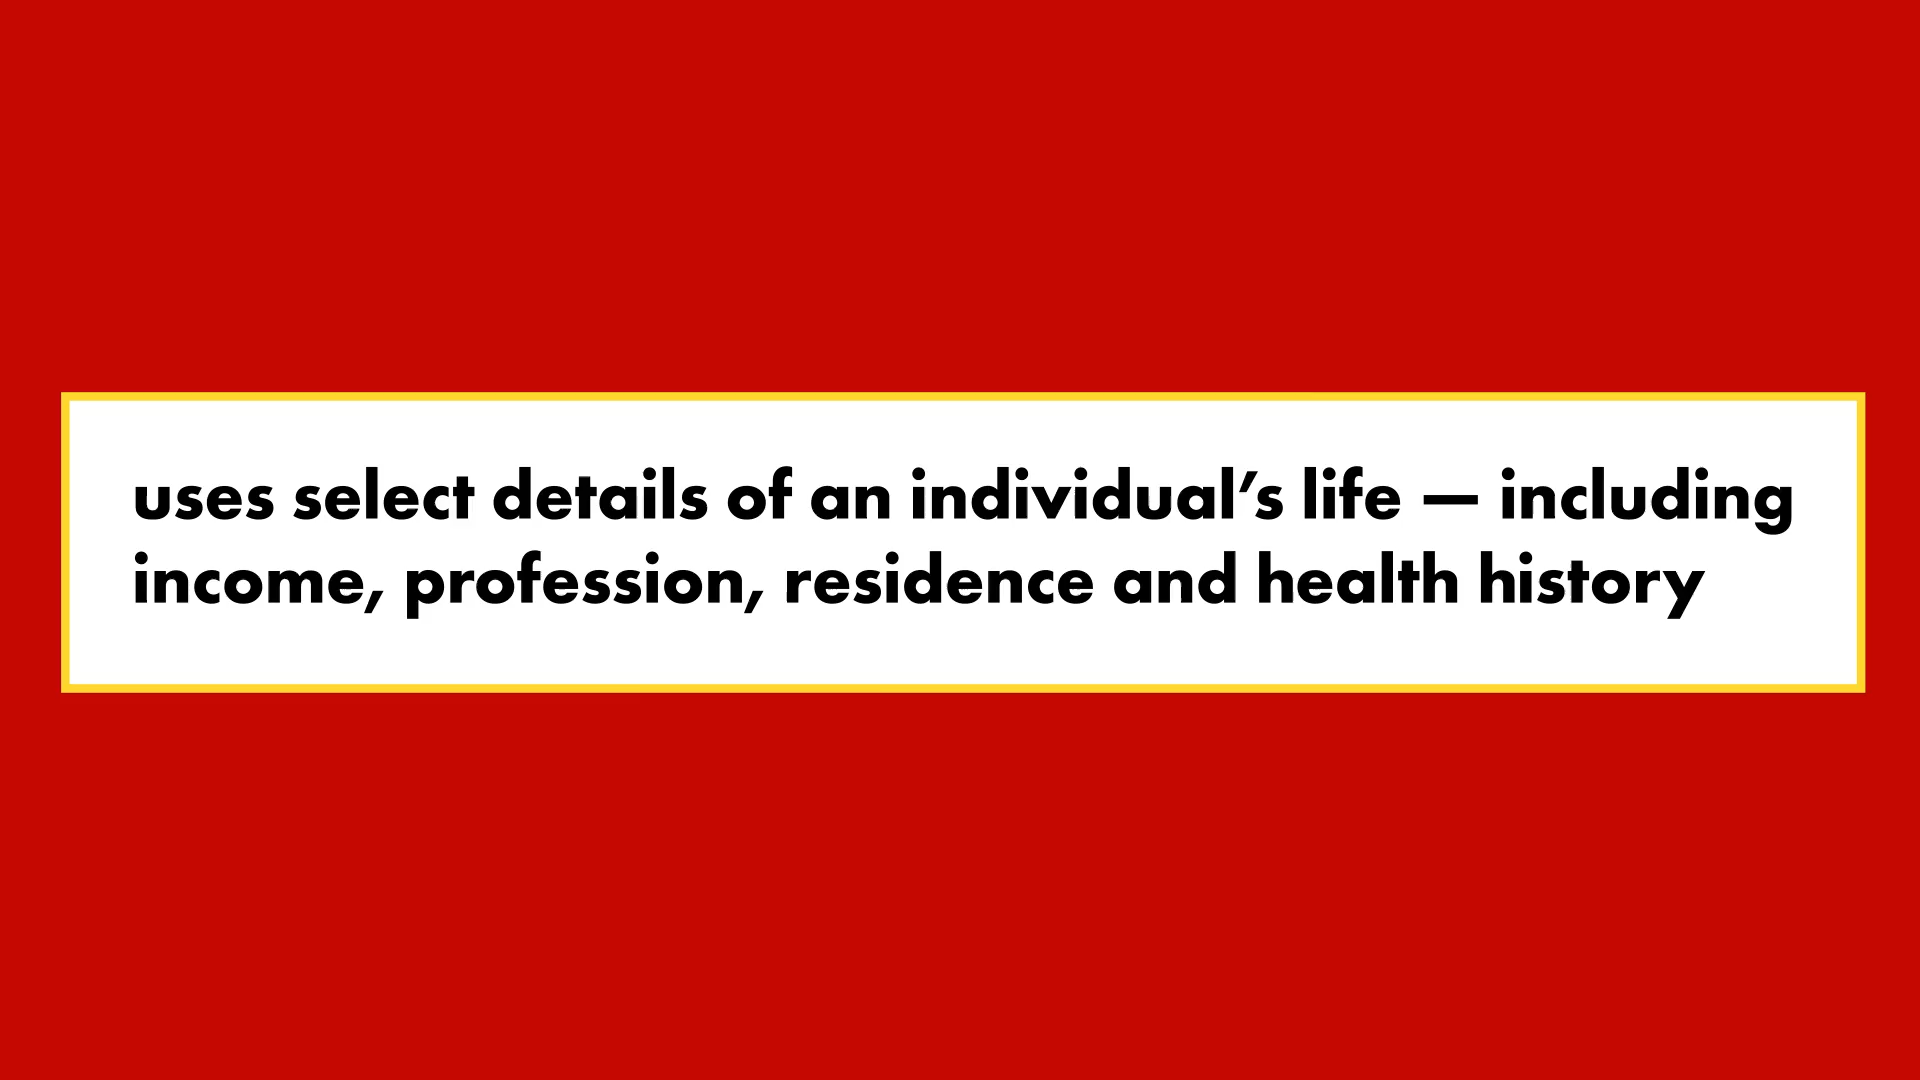 uses select details of an individual’s life — including
income, profession, residence and health history